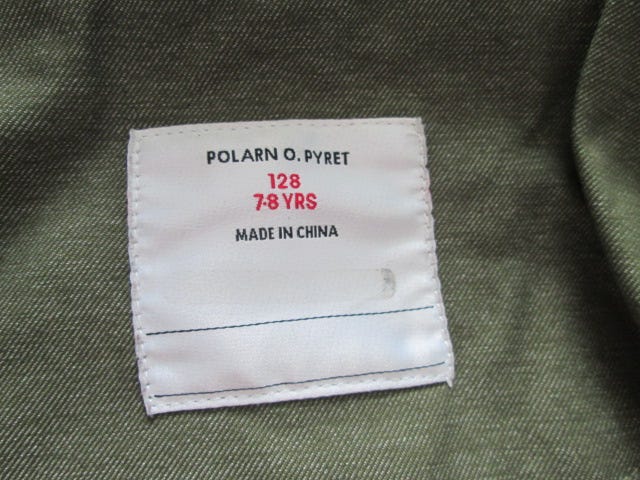 POLARN O. PYRET
128
7-8 YRS
MADE IN CHINA